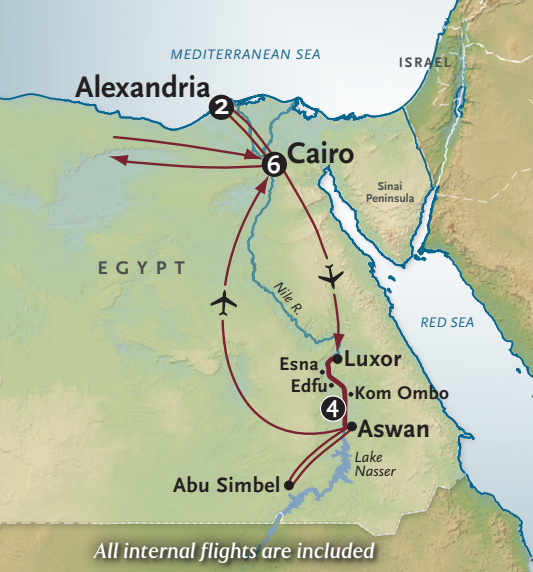 MEDITERRANEAN SEA
ISRAEL
Alexandria
2
6
Cairo
Sinai
Peninsula
EGYPT
Nile R.
RED SEA
Luxor
Esna
Edfu
Kom Ombo
4
Aswan
Lake
Nasser
Abu Simbel
All internal flights are included